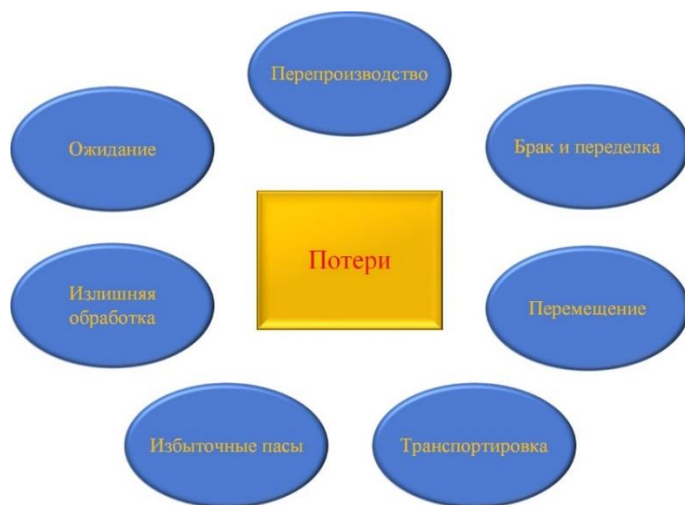 Перепроизводство
Ожидание
Брак и переделка
Потери
Излишняя
обработка
Перемещение
Избыточные пасы
Транспортировка